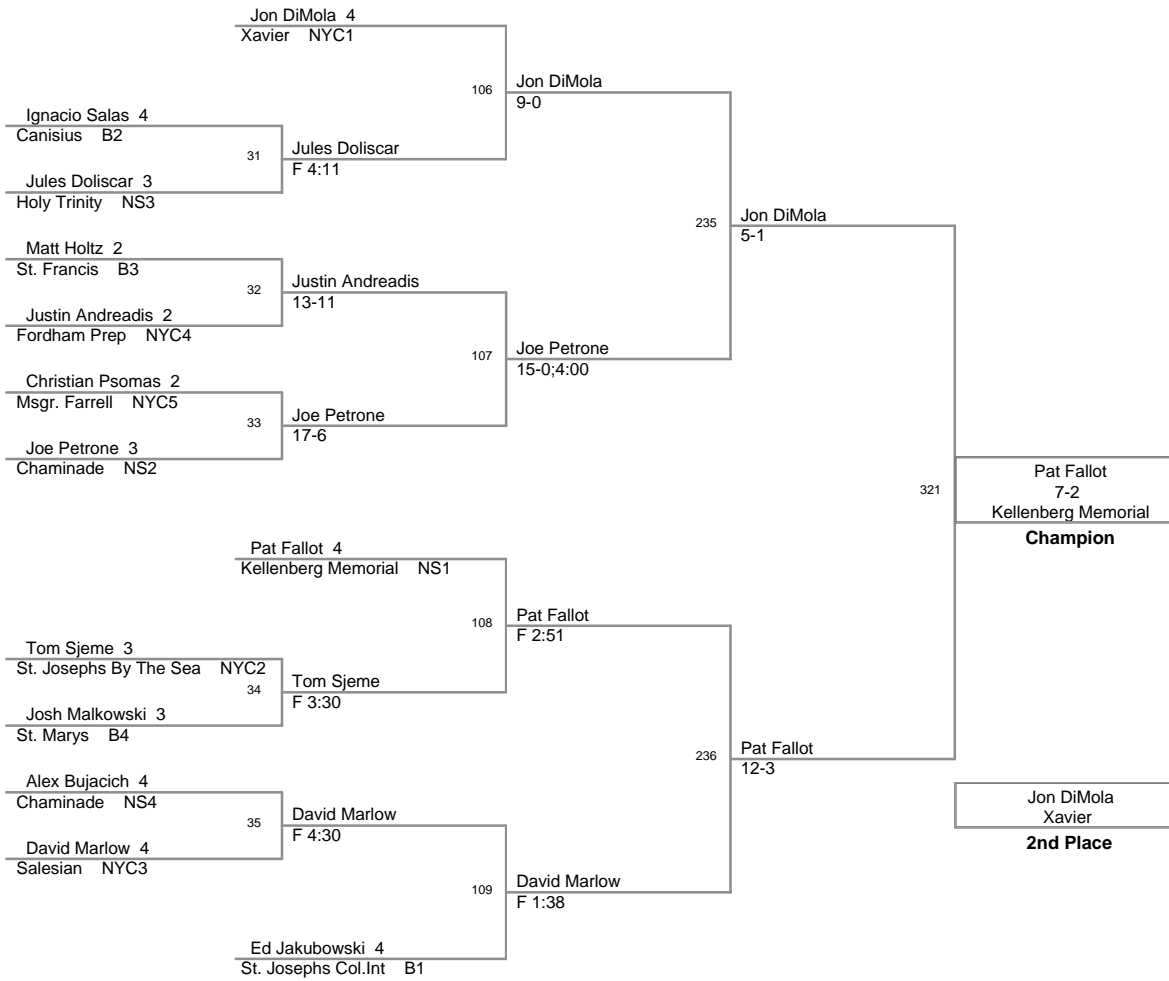 Jon DiMola 4
Xavier NYC1
106
Jon DiMola
9-0
Ignacio Salas 4
Canisius B2
31
Jules Doliscar
F 4:11
Jules Doliscar 3
Holy Trinity NS3
235
Jon DiMola
5-1
Matt Holtz 2
St. Francis B3
32
Justin Andreadis
13-11
Justin Andreadis 2
Fordham Prep NYC4
107
Joe Petrone
15-0;4:00
Christian Psomas 2
Msgr. Farrell NYC5
33
Joe Petrone
17-6
Joe Petrone 3
Chaminade NS2
321
Pat Fallot
7-2
Kellenberg Memorial
Champion
Pat Fallot 4
Kellenberg Memorial NS1
108
Pat Fallot
F 2:51
Tom Sjeme 3
St. Josephs By The Sea NYC2
34
Tom Sjeme
F 3:30
Josh Malkowski 3
St. Marys B4
236
Pat Fallot
12-3
Alex Bujacich 4
Chaminade NS4
35
David Marlow
F 4:30
David Marlow 4
Salesian NYC3
109
David Marlow
F 1:38
Ed Jakubowski 4
St. Josephs Col.Int B1
Jon DiMola
Xavier
2nd Place